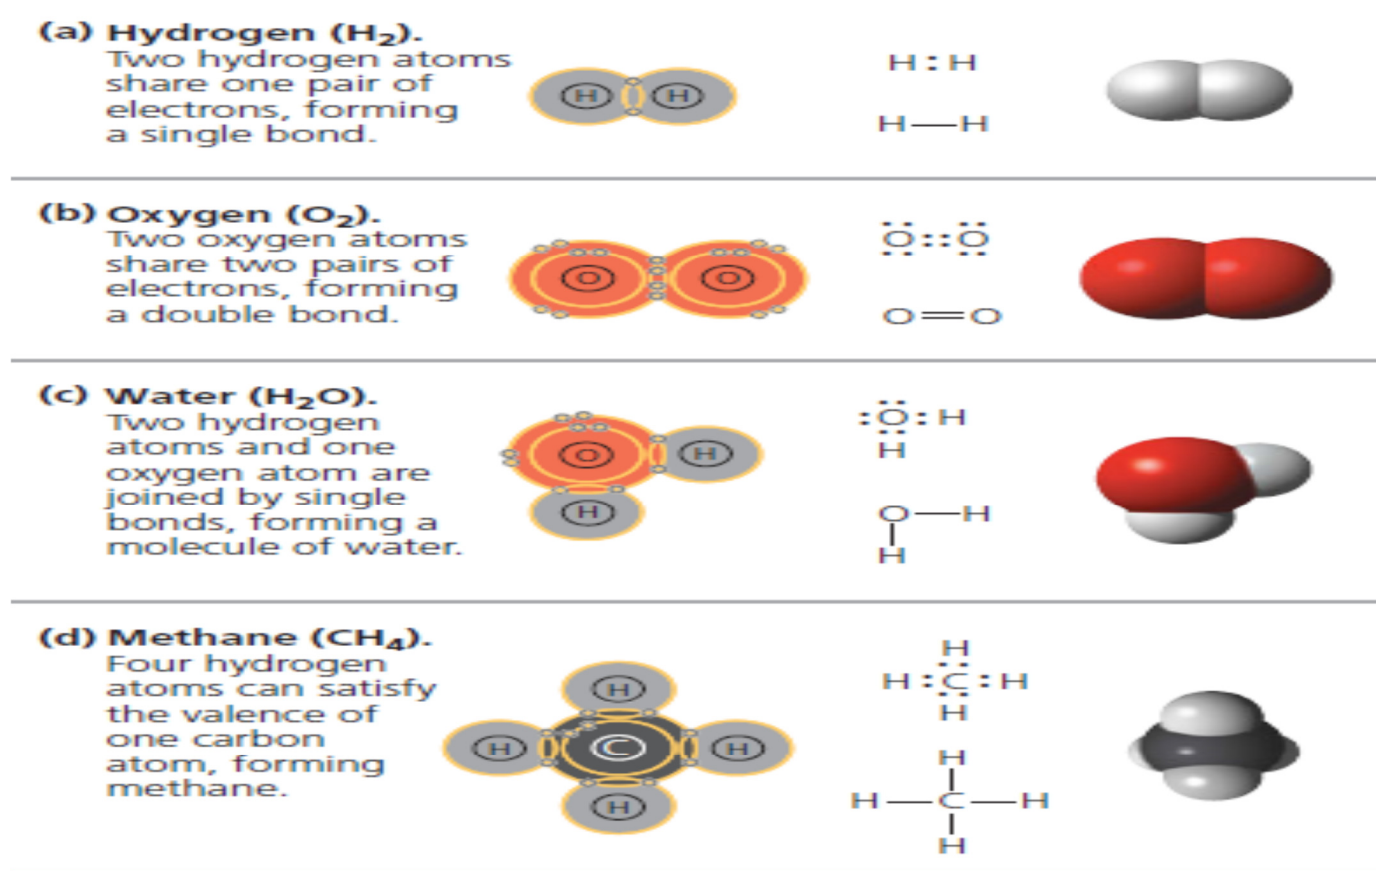 (a) Hydrogen (H₂).
Two hydrogen atoms
share one pair of
electrons, forming
a single bond.
H H
H : H
H—H
(b) Oxygen (O₂).
Two oxygen atoms
share two pairs of
electrons, forming
a double bond.
O O
O::O
O=O
(c) Water (H₂O).
Two hydrogen
atoms and one
oxygen atom are
joined by single
bonds, forming a
molecule of water.
O H
H
:O:H
H
O—H
H
(d) Methane (CH₄).
Four hydrogen
atoms can satisfy
the valence of
one carbon
atom, forming
methane.
H
H C H
H
H
H:C:H
H
H
H—C—H
H